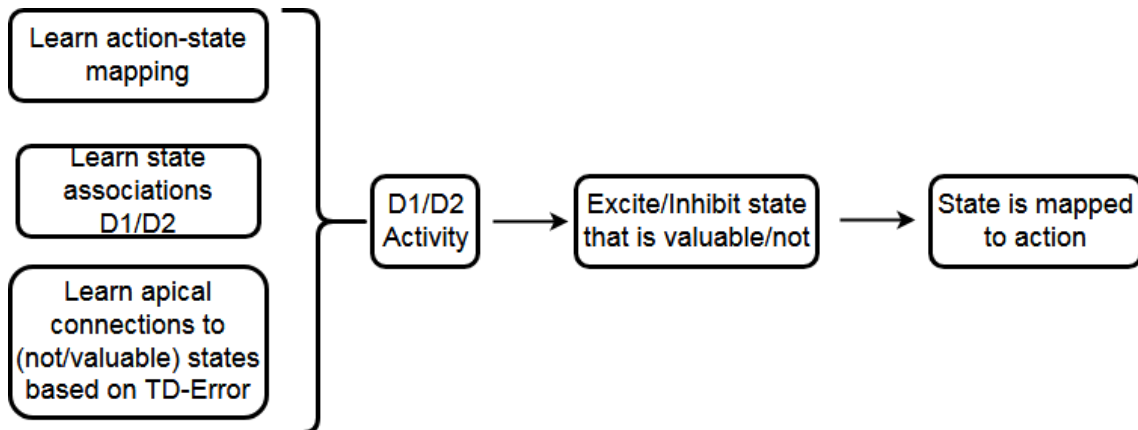 Learn action-state
mapping
Learn state
associations
D1/D2
Learn apical
connections to
(not/valuable) states
based on TD-Error
D1/D2
Activity
Excite/Inhibit state
that is valuable/not
State is mapped
to action